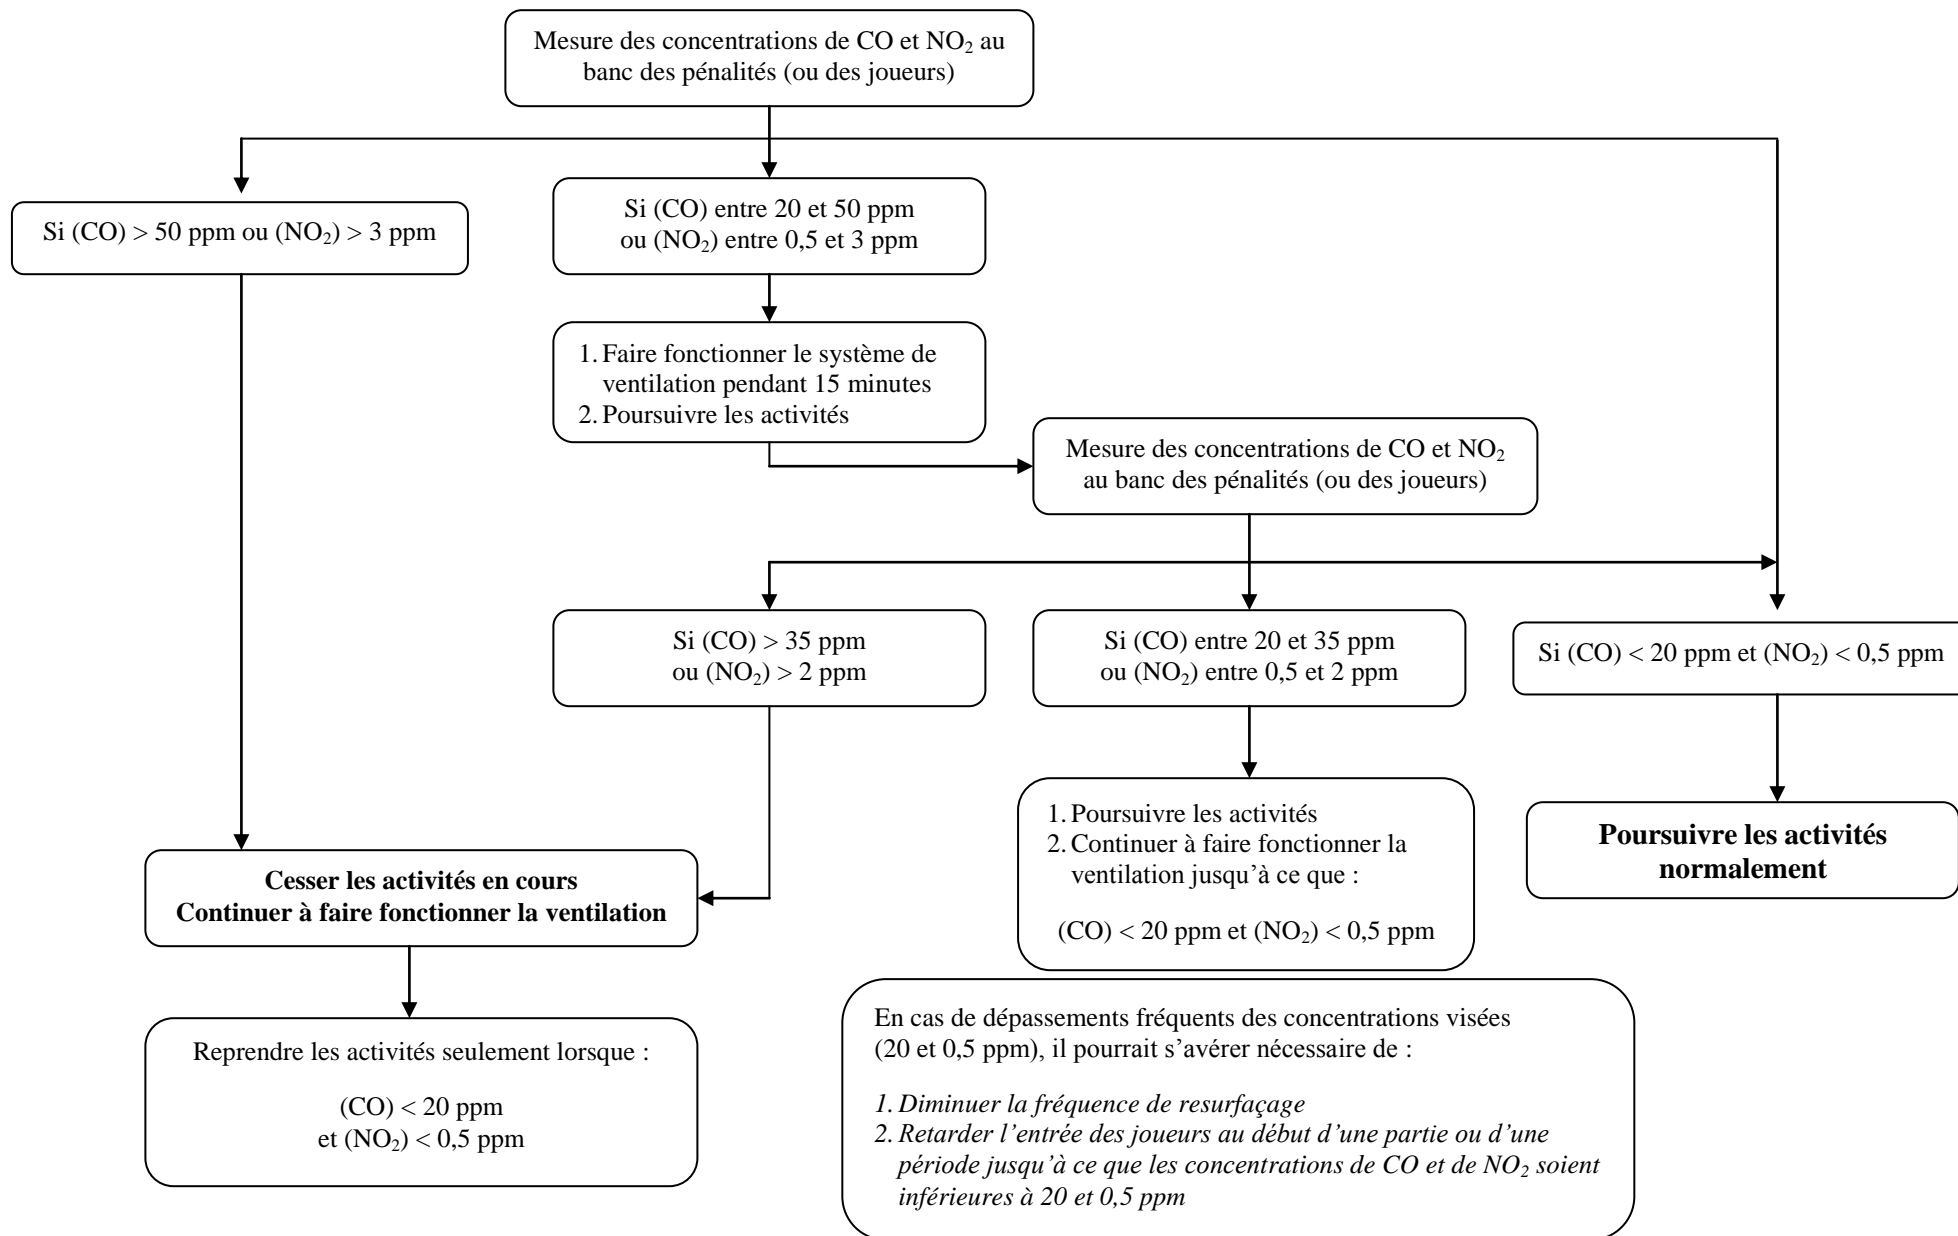 Mesure des concentrations de CO et NO₂ au
banc des pénalités (ou des joueurs)
Si (CO) > 50 ppm ou (NO₂) > 3 ppm
Si (CO) entre 20 et 50 ppm
ou (NO₂) entre 0,5 et 3 ppm
1. Faire fonctionner le système de
ventilation pendant 15 minutes
2. Poursuivre les activités
Mesure des concentrations de CO et NO₂
au banc des pénalités (ou des joueurs)
Si (CO) > 35 ppm
ou (NO₂) > 2 ppm
Si (CO) entre 20 et 35 ppm
ou (NO₂) entre 0,5 et 2 ppm
Si (CO) < 20 ppm et (NO₂) < 0,5 ppm
1. Poursuivre les activités
2. Continuer à faire fonctionner la
ventilation jusqu’à ce que :
(CO) < 20 ppm et (NO₂) < 0,5 ppm
Poursuivre les activités
normalement
Cesser les activités en cours
Continuer à faire fonctionner la ventilation
Reprendre les activités seulement lorsque :
(CO) < 20 ppm
et (NO₂) < 0,5 ppm
En cas de dépassements fréquents des concentrations visées
(20 et 0,5 ppm), il pourrait s’avérer nécessaire de :
1. Diminuer la fréquence de resurfaçage
2. Retarder l’entrée des joueurs au début d’une partie ou d’une
période jusqu’à ce que les concentrations de CO et de NO₂ soient
inférieures à 20 et 0,5 ppm